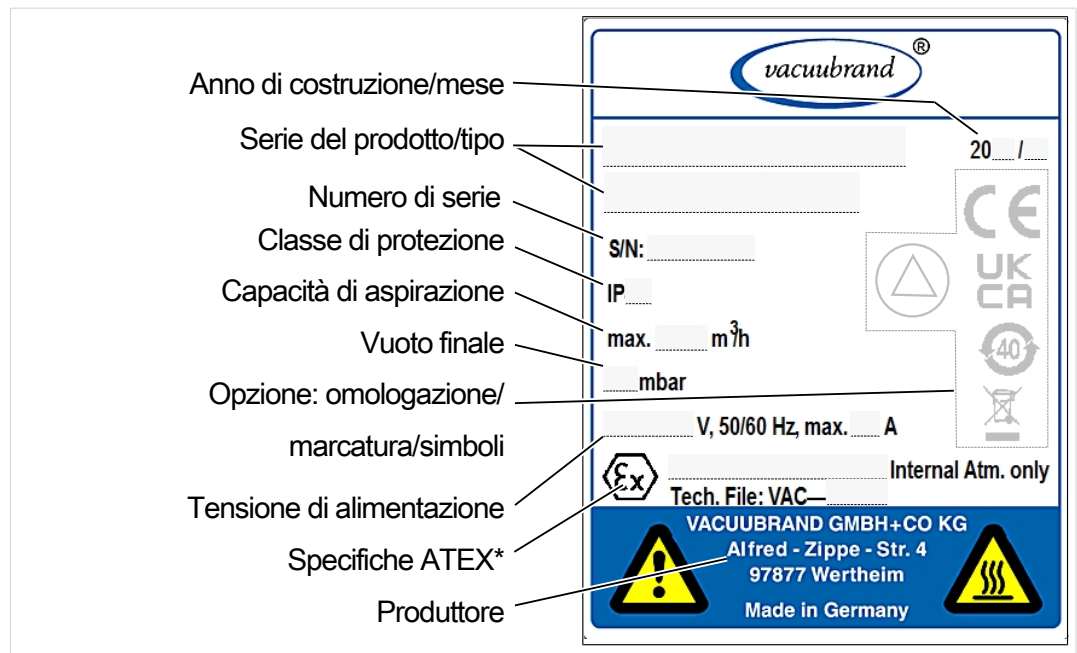 Anno di costruzione/mese
Serie del prodotto/tipo
Numero di serie
Classe di protezione
Capacità di aspirazione
Vuoto finale
Opzione: omologazione/
marcatura/simboli
Tensione di alimentazione
Specifiche ATEX*
Produttore
vacuubrand ®
20 /
S/N:
IP
max. m³/h
mbar
V, 50/60 Hz, max. A
Internal Atm. only
Tech. File: VAC—
CE
UK
CA
40
Ex
VACUUBRAND GMBH+CO KG
Alfred - Zippe - Str. 4
97877 Wertheim
Made in Germany